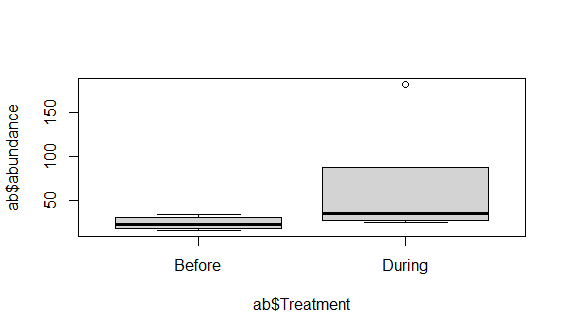 ab$abundance
150
100
50
Before During
ab$Treatment